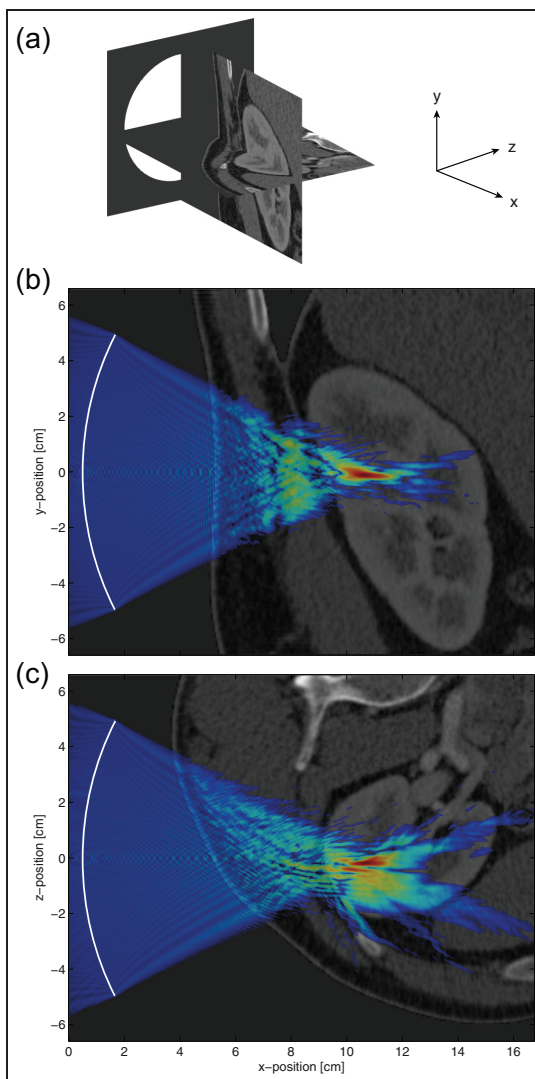 (a)
y
z
x
(b)
6
4
2
0
-2
-4
-6
y-position [cm]
(c)
6
4
2
0
-2
-4
-6
z-position [cm]
0 2 4 6 8 10 12 14 16
x-position [cm]